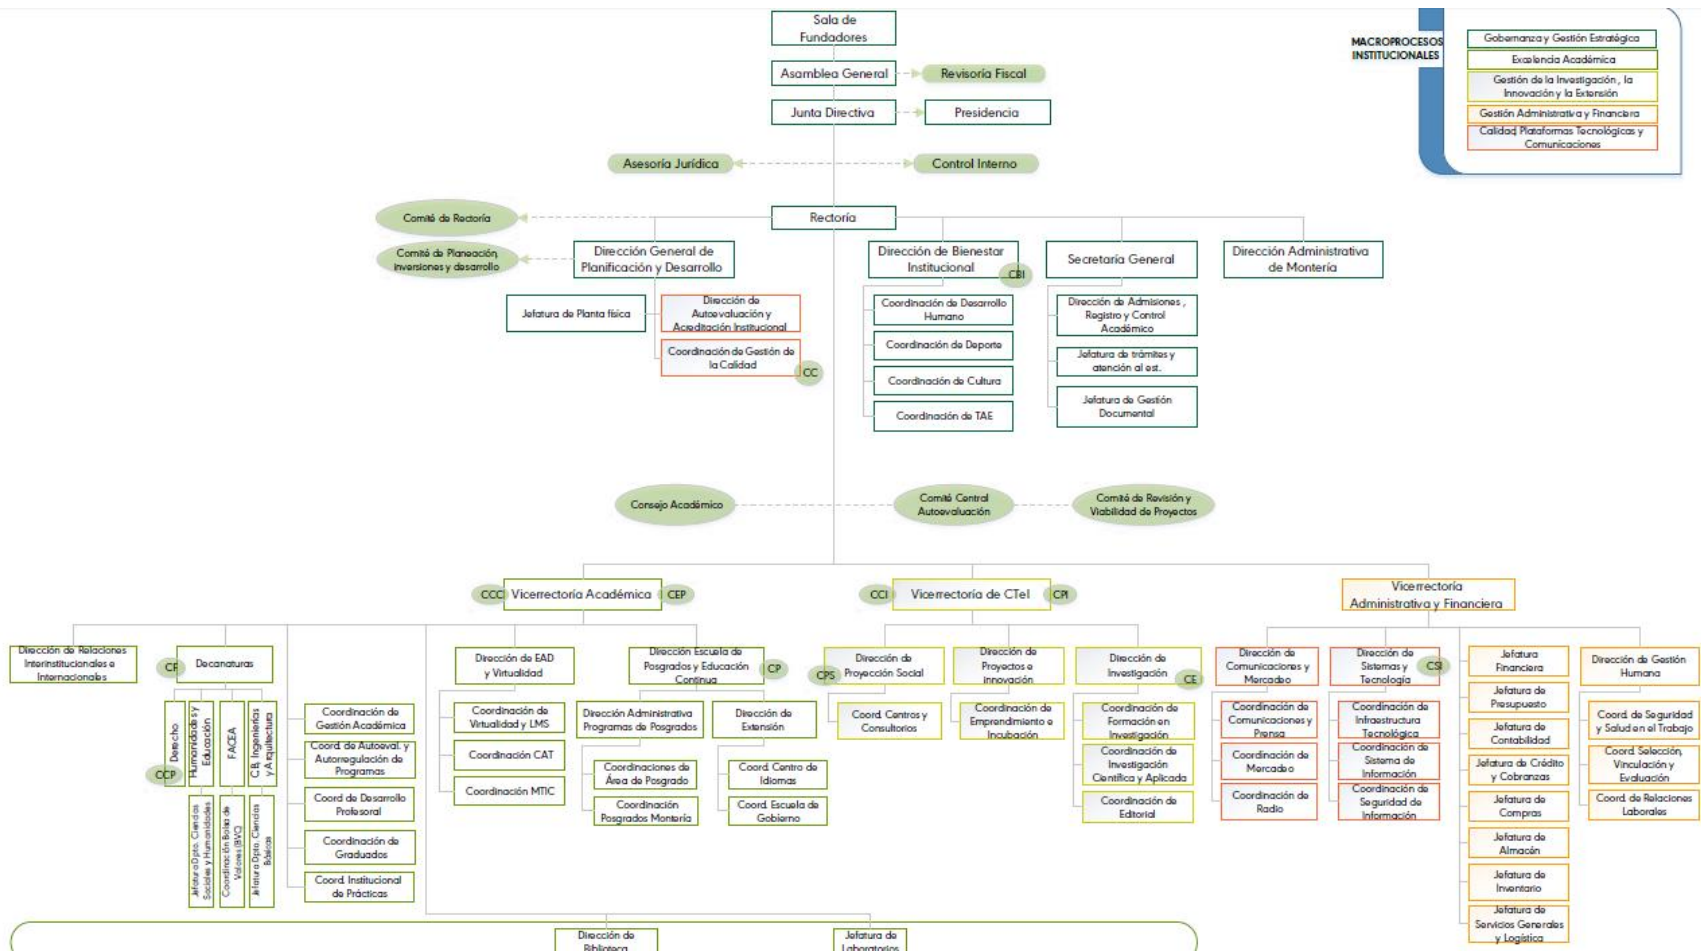 Sala de
Fundadores
MACROPROCESOS
INSTITUCIONALES
Gobernanza y Gestión Estratégica
Excelencia Académica
Gestión de la Investigación , la
Innovación y la Extensión
Gestión Administrativa y Financiera
Calidad, Plataformas Tecnológicas y
Comunicaciones
Asamblea General
Revisoría Fiscal
Junta Directiva
Presidencia
Asesoría Jurídica
Control Interno
Comité de Rectoría
Rectoría
Comité de Planeación,
inversiones y desarrollo
Dirección General de
Planificación y Desarrollo
Dirección de Bienestar
Institucional
CBI
Secretaría General
Dirección Administrativa
de Montería
Jefatura de Planta física
Dirección de
Autoevaluación y
Acreditación Institucional
Coordinación de Gestión de
la Calidad
CC
Coordinación de Desarrollo
Humano
Coordinación de Deporte
Coordinación de Cultura
Coordinación de TAE
Dirección de Admisiones ,
Registro y Control
Académico
Jefatura de trámites y
atención al est.
Jefatura de Gestión
Documental
Consejo Académico
Comité Central
Autoevaluación
Comité de Revisión y
Viabilidad de Proyectos
CCC
Vicerrectoría Académica
CEP
CCI
Vicerrectoría de CTeI
CPI
Vicerrectoría
Administrativa y Financiera
Dirección de Relaciones
Interinstitucionales e
Internacionales
CF
Decanaturas
Derecho
CCP
Humanidades y
Educación
FACEA
C.B, Ingenierías
y Arquitectura
Jefatura Dpto. Ciencias
Sociales y Humanidades
Coordinación Bolsa de
Valores (BVC)
Jefatura Dpto. Ciencias
Básicas
Coordinación de
Gestión Académica
Coord. de Autoeval. y
Autorregulación de
Programas
Coord de Desarrollo
Profesoral
Coordinación de
Graduados
Coord. Institucional
de Prácticas
Dirección de EAD
y Virtualidad
Coordinación de
Virtualidad y LMS
Coordinación CAT
Coordinación MTIC
Dirección Escuela de
Posgrados y Educación
Continua
CP
Dirección Administrativa
Programas de Posgrados
Coordinaciones de
Área de Posgrado
Coordinación
Posgrados Montería
Dirección de
Extensión
Coord. Centro de
Idiomas
Coord. Escuela de
Gobierno
CPS
Dirección de
Proyección Social
Coord. Centros y
Consultorios
Dirección de
Proyectos e
innovación
Coordinación de
Emprendimiento e
Incubación
Dirección de
Investigación
CE
Coordinación de
Formación en
Investigación
Coordinación de
Investigación
Científica y Aplicada
Coordinación de
Editorial
Dirección de
Comunicaciones y
Mercadeo
Coordinación de
Comunicaciones y
Prensa
Coordinación de
Mercadeo
Coordinación de
Radio
Dirección de
Sistemas y
Tecnología
CSI
Coordinación de
Infraestructura
Tecnológica
Coordinación de
Sistema de
Información
Coordinación de
Seguridad de
Información
Jefatura
Financiera
Jefatura de
Presupuesto
Jefatura de
Contabilidad
Jefatura de Crédito
y Cobranzas
Jefatura de
Compras
Jefatura de
Almacén
Jefatura de
Inventario
Jefatura de
Servicios Generales
y Logística
Dirección de Gestión
Humana
Coord. de Seguridad
y Salud en el Trabajo
Coord. Selección,
Vinculación y
Evaluación
Coord. de Relaciones
Laborales
Dirección de
Biblioteca
Jefatura de
Laboratorios